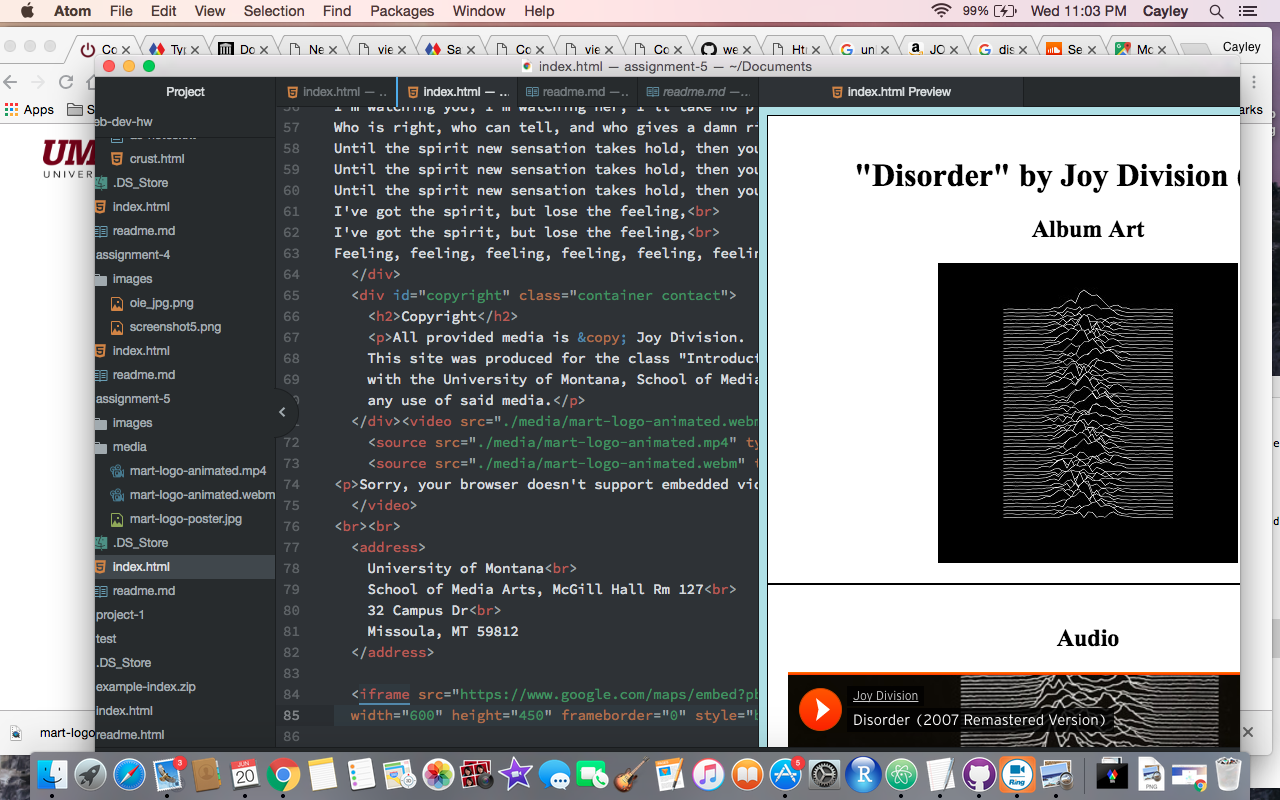 Atom File Edit View Selection Find Packages Window Help 99% Wed 11:03 PM Cayley
Co Ty Do Ne vie Sa Co vie Co we Ht un JO dis Se Mo Cayley
index.html — assignment-5 — ~/Documents
Apps S
arks
UM
UNIVER
mart-logo
Project
eb-dev-hw
crust.html
.DS_Store
index.html
readme.md
assignment-4
images
oie_jpg.png
screenshot5.png
index.html
readme.md
assignment-5
images
media
mart-logo-animated.mp4
mart-logo-animated.webm
mart-logo-poster.jpg
.DS_Store
index.html
readme.md
project-1
test
.DS_Store
example-index.zip
index.html
readme.html
index.html — .. index.html — ... readme.md —... readme.md —... index.html Preview
57 Who is right, who can tell, and who gives a damn ri
58 Until the spirit new sensation takes hold, then you
59 Until the spirit new sensation takes hold, then you
60 Until the spirit new sensation takes hold, then you
61 I've got the spirit, but lose the feeling,<br>
62 I've got the spirit, but lose the feeling,<br>
63 Feeling, feeling, feeling, feeling, feeling, feelin
64 </div>
65 <div id="copyright" class="container contact">
66 <h2>Copyright</h2>
67 <p>All provided media is &copy; Joy Division.
68 This site was produced for the class "Introduct
69 with the University of Montana, School of Media
any use of said media.</p>
</div><video src="./media/mart-logo-animated.webm
72 <source src="./media/mart-logo-animated.mp4" ty
73 <source src="./media/mart-logo-animated.webm" t
74 <p>Sorry, your browser doesn't support embedded vid
75 </video>
76 <br><br>
77 <address>
78 University of Montana<br>
79 School of Media Arts, McGill Hall Rm 127<br>
80 32 Campus Dr<br>
81 Missoula, MT 59812
82 </address>
83
84 <iframe src="https://www.google.com/maps/embed?pb
85 width="600" height="450" frameborder="0" style="b
86
"Disorder" by Joy Division (
Album Art
Audio
Joy Division
Disorder (2007 Remastered Version)
3
JUN
20
5
R
Ring
PNG